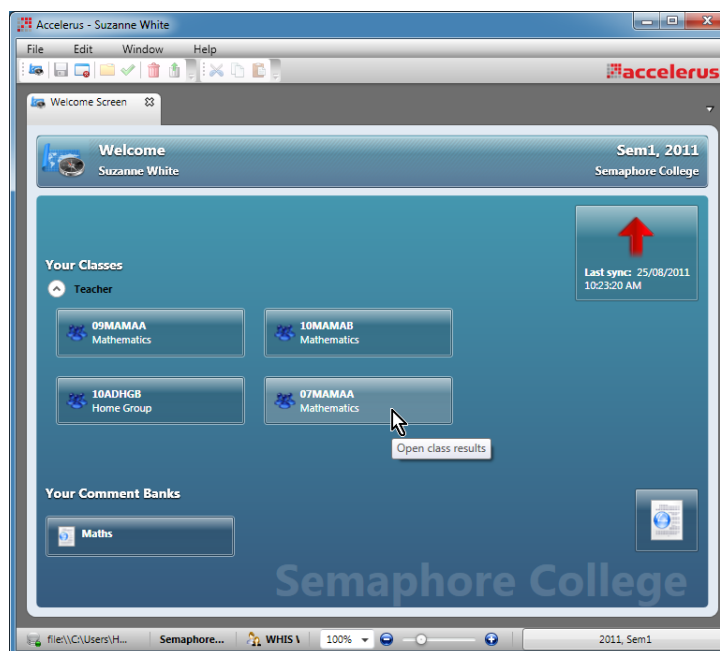 Accelerus - Suzanne White
File Edit Window Help
accelerus
Welcome Screen
Welcome
Suzanne White
Sem1, 2011
Semaphore College
Last sync: 25/08/2011
10:23:20 AM
Your Classes
Teacher
09MAMAA
Mathematics
10MAMAB
Mathematics
10ADHGB
Home Group
07MAMAA
Mathematics
Open class results
Your Comment Banks
Maths
Semaphore College
file:\\C:\Users\H... Semaphore... WHIS \ 100% 2011, Sem1